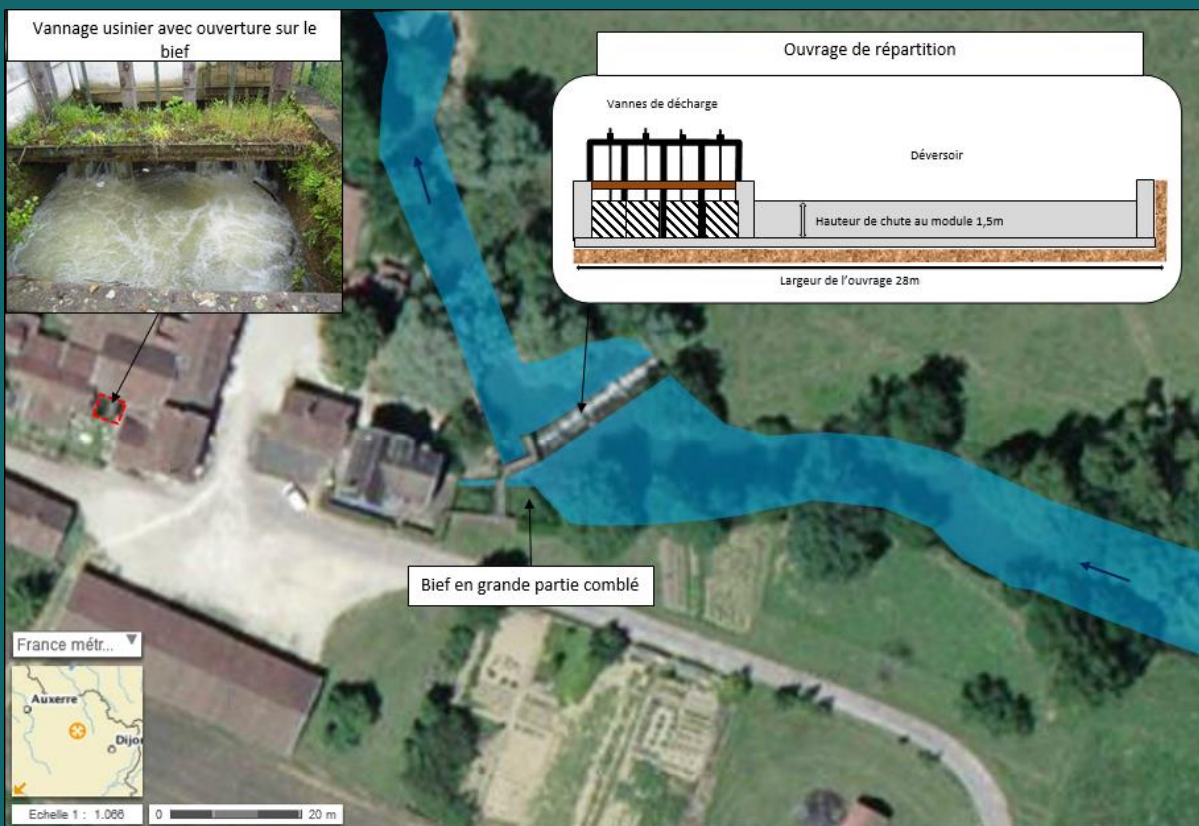 Vannage usinier avec ouverture sur le
bief
Ouvrage de répartition
Vannes de décharge
Déversoir
Hauteur de chute au module 1,5m
Largeur de l'ouvrage 28m
Bief en grande partie comblé
France métr...
Auxerre
Dijon
Echelle 1 : 1.066
0
20 m